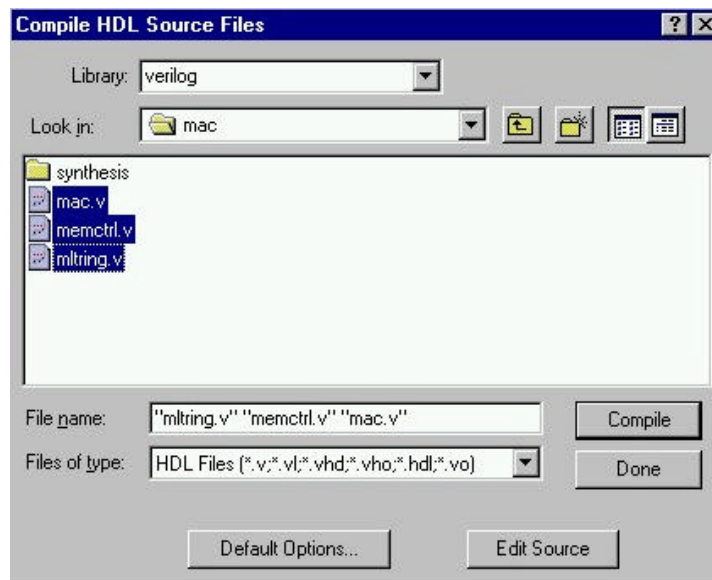 Compile HDL Source Files
Library: verilog
Look in: mac
synthesis
mac.v
memctrl.v
mltring.v
File name: "mltring.v" "memctrl.v" "mac.v" Compile
Files of type: HDL Files (*.v;*.vl;*.vhd;*.vho;*.hdl;*.vo) Done
Default Options... Edit Source